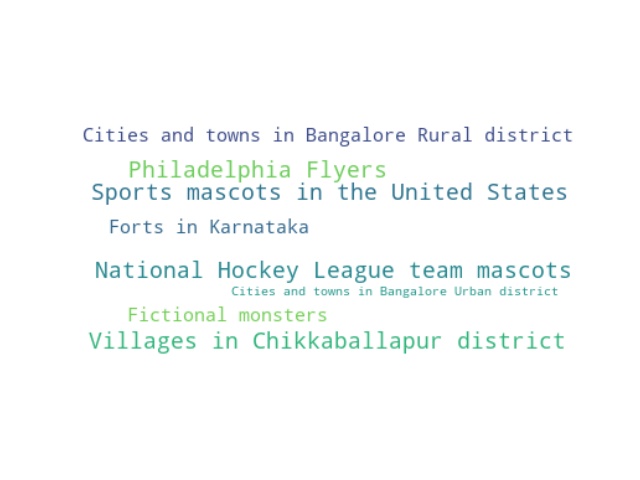 Cities and towns in Bangalore Rural district
Philadelphia Flyers
Sports mascots in the United States
Forts in Karnataka
National Hockey League team mascots
Cities and towns in Bangalore Urban district
Fictional monsters
Villages in Chikkaballapur district